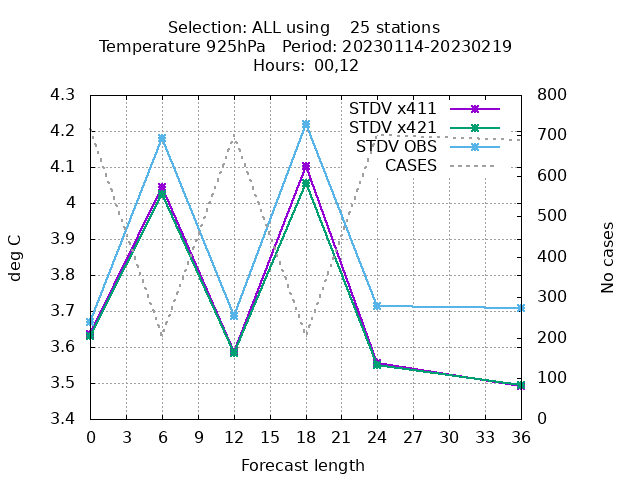 Selection: ALL using    25 stations
Temperature 925hPa   Period: 20230114-20230219
Hours:  00,12
4.3
4.2
4.1
4
3.9
3.8
3.7
3.6
3.5
3.4
deg C
STDV x411
STDV x421
STDV OBS
CASES
800
700
600
500
400
300
200
100
0
No cases
0 3 6 9 12 15 18 21 24 27 30 33 36
Forecast length